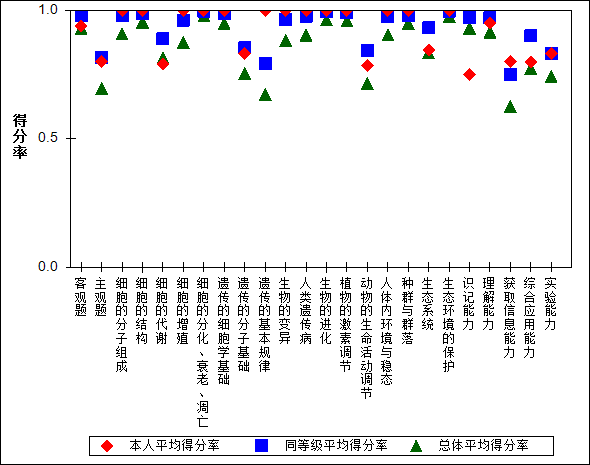 1.0
0.5
0.0
得分率
客观题
主观题
细胞的分子组成
细胞的结构
细胞的代谢
细胞的增殖
细胞的分化、衰老、凋亡
遗传的细胞学基础
遗传的分子基础
遗传的基本规律
生物的变异
人类遗传病
生物的进化
植物的激素调节
动物的生命活动调节
人体内环境与稳态
种群与群落
生态系统
生态环境的保护
识记能力
理解能力
获取信息能力
综合应用能力
实验能力
本人平均得分率 同等级平均得分率 总体平均得分率